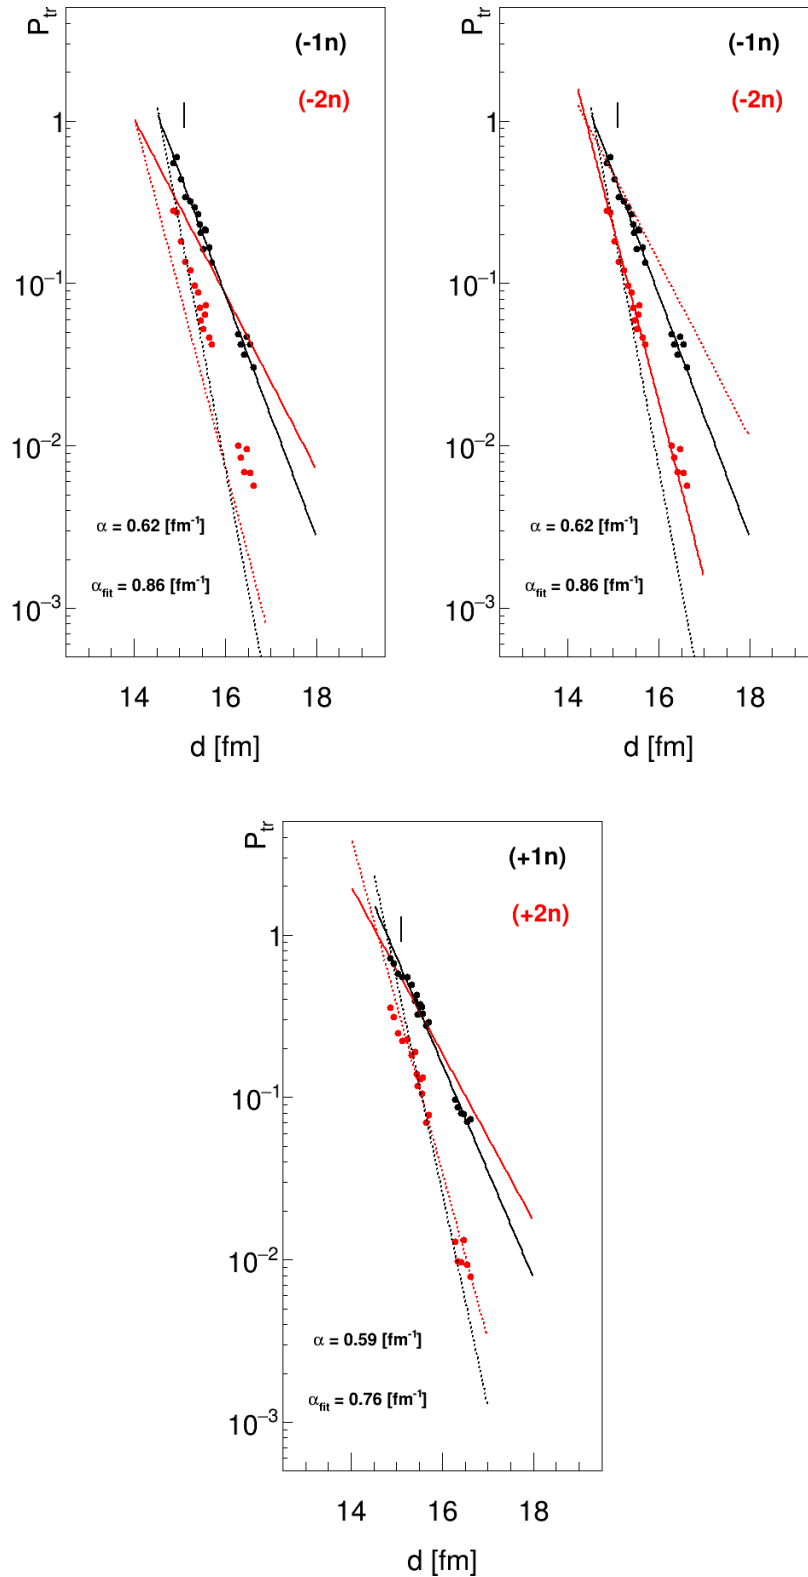 P_tr
(-1n)
(-2n)
1
10⁻¹
10⁻²
10⁻³
α = 0.62 [fm⁻¹]
α_fit = 0.86 [fm⁻¹]
14 16 18
d [fm]
P_tr
(-1n)
(-2n)
1
10⁻¹
10⁻²
10⁻³
α = 0.62 [fm⁻¹]
α_fit = 0.86 [fm⁻¹]
14 16 18
d [fm]
P_tr
(+1n)
(+2n)
1
10⁻¹
10⁻²
10⁻³
α = 0.59 [fm⁻¹]
α_fit = 0.76 [fm⁻¹]
14 16 18
d [fm]